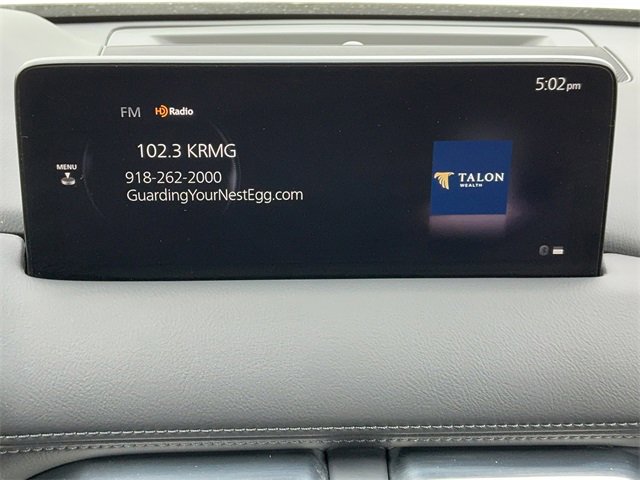 5:02pm
FM HD Radio
102.3 KRMG
MENU
918-262-2000
GuardingYourNestEgg.com
TALON
WEALTH